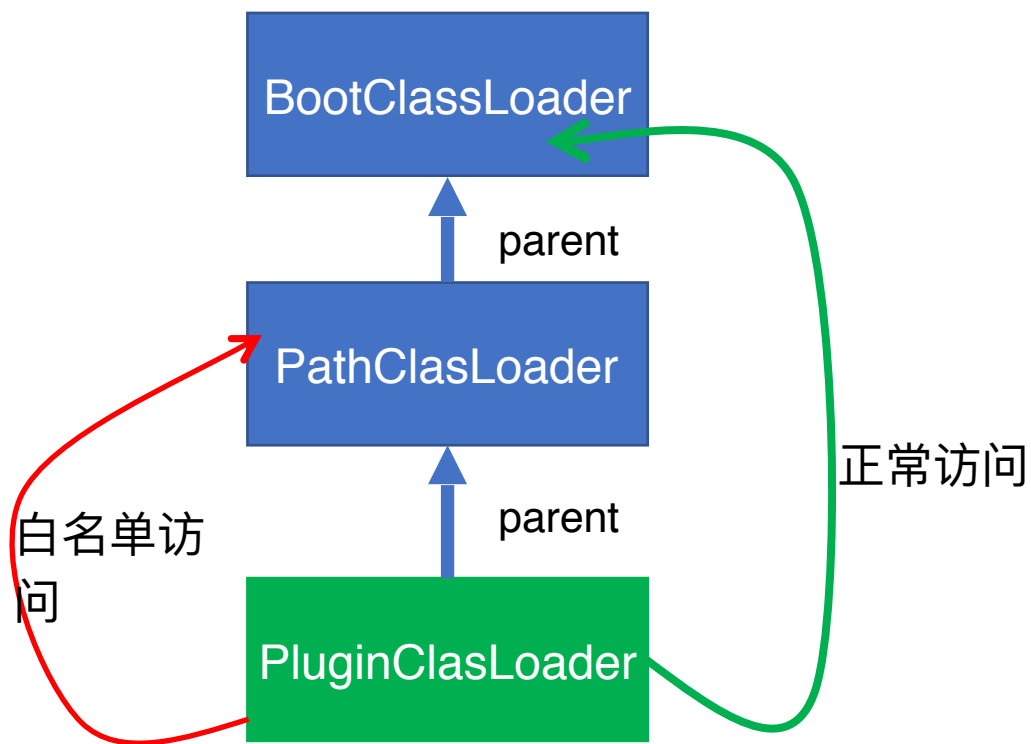 BootClassLoader
parent
PathClasLoader
正常访问
parent
白名单访
问
PluginClasLoader